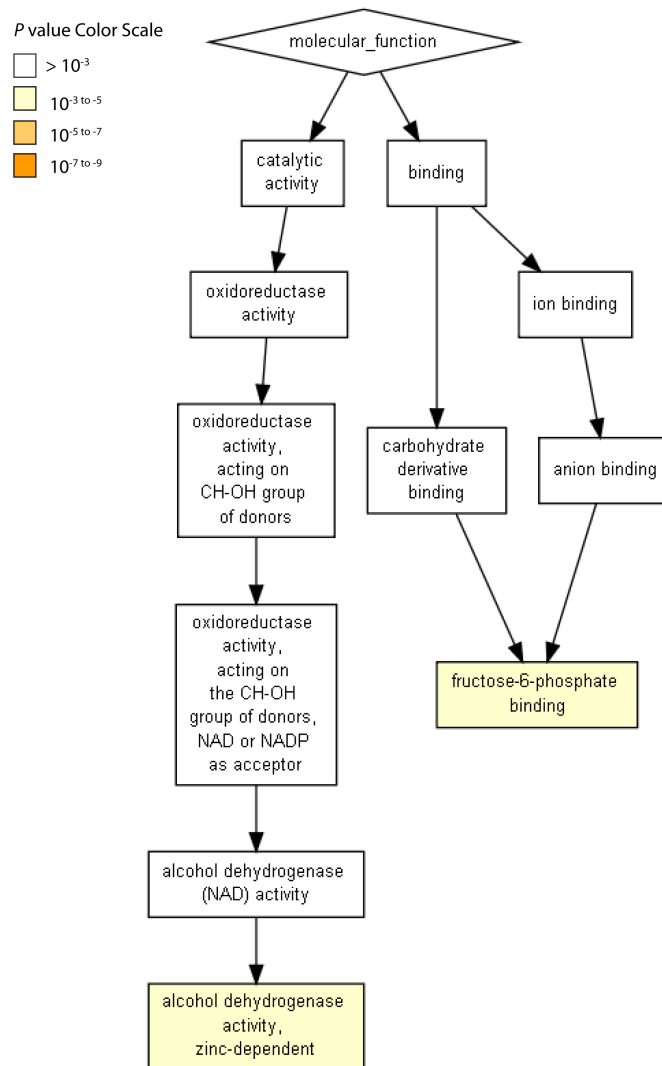 P value Color Scale
> 10⁻³
10⁻³ ᵗᵒ ⁻⁵
10⁻⁵ ᵗᵒ ⁻⁷
10⁻⁷ ᵗᵒ ⁻⁹
molecular_function
catalytic
activity
binding
oxidoreductase
activity
ion binding
oxidoreductase
activity,
acting on
CH-OH group
of donors
carbohydrate
derivative
binding
anion binding
oxidoreductase
activity,
acting on
the CH-OH
group of donors,
NAD or NADP
as acceptor
fructose-6-phosphate
binding
alcohol dehydrogenase
(NAD) activity
alcohol dehydrogenase
activity,
zinc-dependent